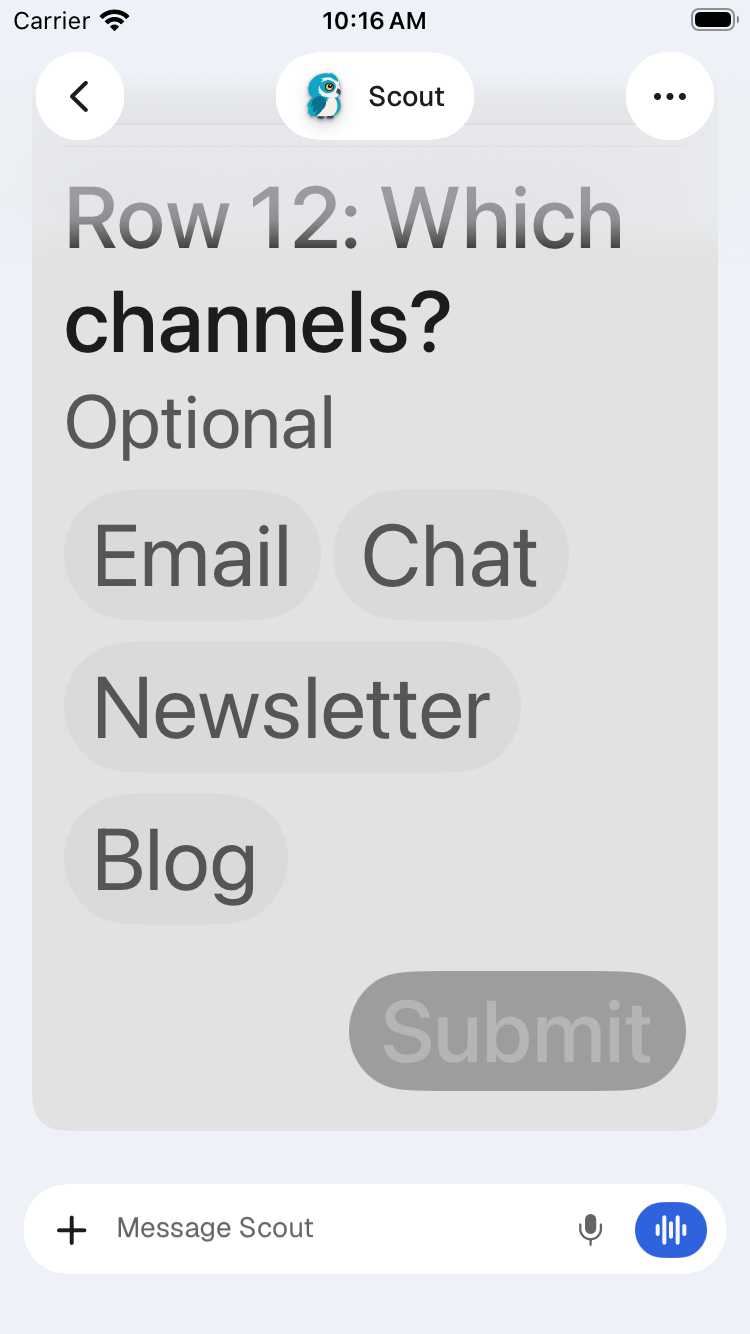 Carrier 10:16 AM
Scout
Row 12: Which
channels?
Optional
Email Chat
Newsletter
Blog
Submit
Message Scout